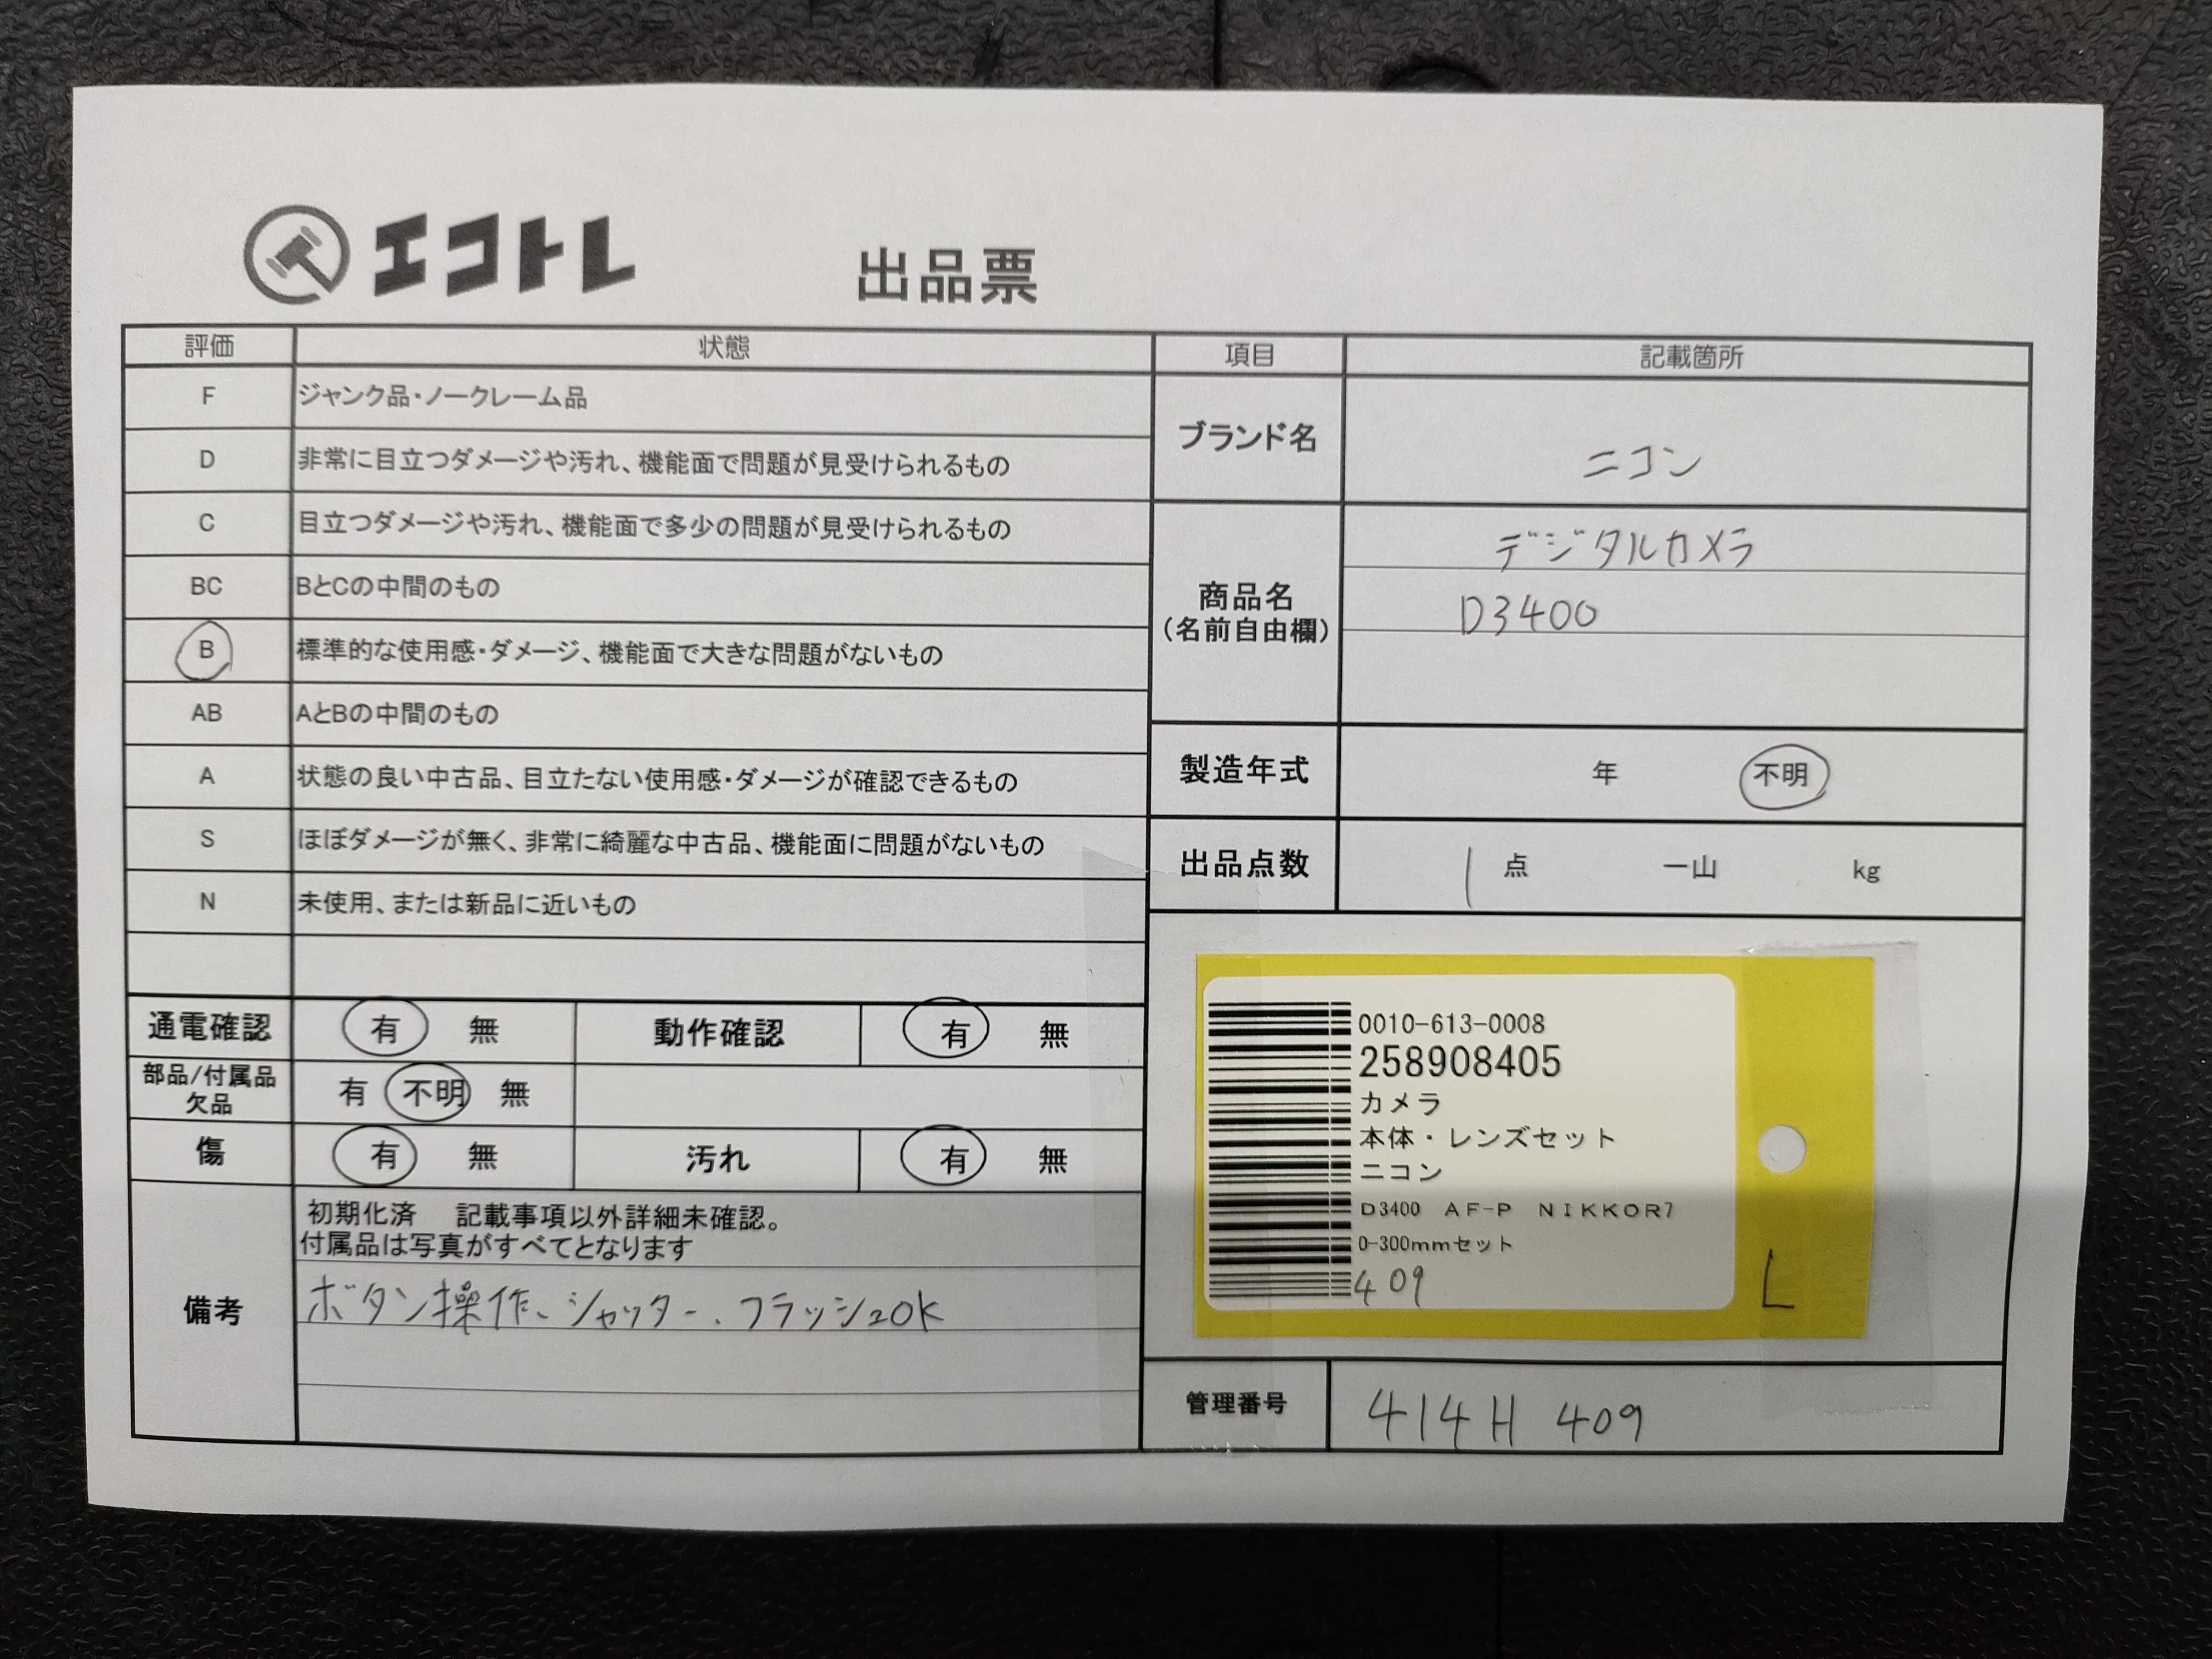 エコトレ
出品票
評価 状態
F ジャンク品・ノークレーム品
D 非常に目立つダメージや汚れ、機能面で問題が見受けられるもの
C 目立つダメージや汚れ、機能面で多少の問題が見受けられるもの
BC BとCの中間のもの
B 標準的な使用感・ダメージ、機能面で大きな問題がないもの
AB AとBの中間のもの
A 状態の良い中古品、目立たない使用感・ダメージが確認できるもの
S ほぼダメージが無く、非常に綺麗な中古品、機能面に問題がないもの
N 未使用、または新品に近いもの
通電確認 有 無 動作確認 有 無
部品/付属品
欠品
有 不明 無
傷 有 無 汚れ 有 無
備考
初期化済 記載事項以外詳細未確認。
付属品は写真がすべてとなります
ボタン操作、シャッター、フラッシュOK
項目 記載箇所
ブランド名 ニコン
商品名
(名前自由欄)
デジタルカメラ
D3400
製造年式 年 不明
出品点数 1 点 一山 kg
0010-613-0008
258908405
カメラ
本体・レンズセット
ニコン
D3400 AF-P NIKKOR7
0-300mmセット
409
L
管理番号 414H 409